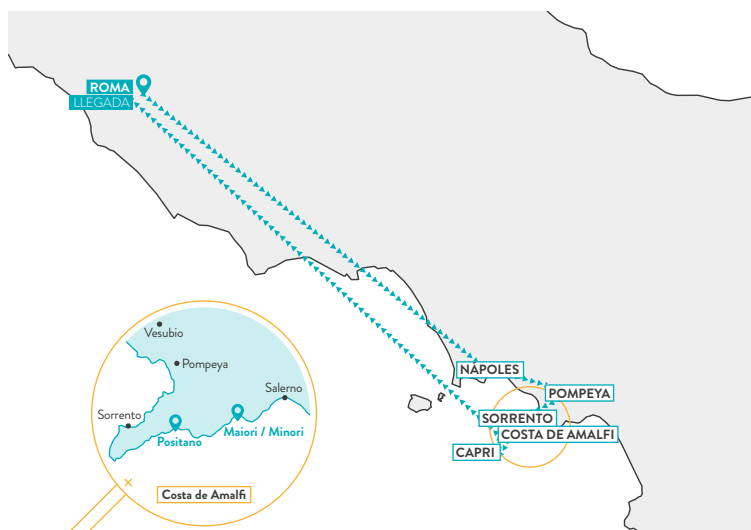 ROMA
LLEGADA
NÁPOLES
POMPEYA
SORRENTO
COSTA DE AMALFI
CAPRI
Vesubio
Pompeya
Salerno
Sorrento
Positano
Maiori / Minori
Costa de Amalfi